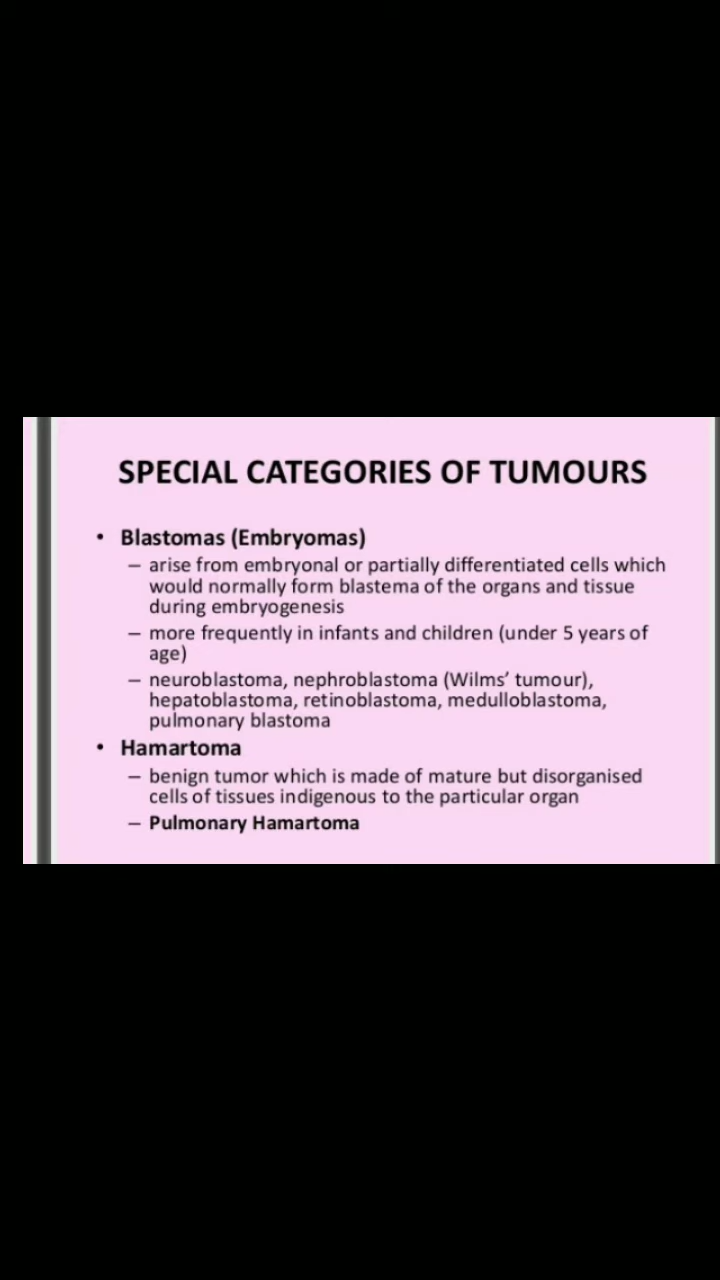 SPECIAL CATEGORIES OF TUMOURS
• Blastomas (Embryomas)
– arise from embryonal or partially differentiated cells which
would normally form blastema of the organs and tissue
during embryogenesis
– more frequently in infants and children (under 5 years of
age)
– neuroblastoma, nephroblastoma (Wilms’ tumour),
hepatoblastoma, retinoblastoma, medulloblastoma,
pulmonary blastoma
• Hamartoma
– benign tumor which is made of mature but disorganised
cells of tissues indigenous to the particular organ
– Pulmonary Hamartoma